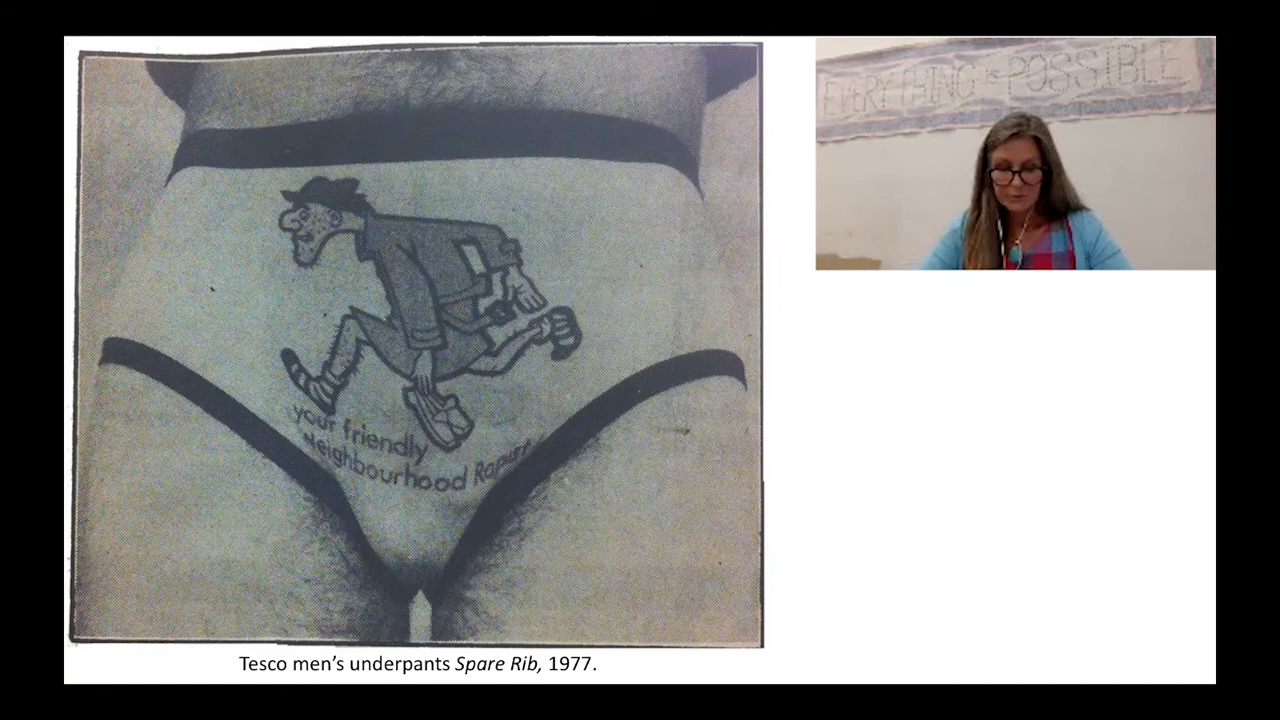 EVERYTHING is POSSIBLE
your friendly
Neighbourhood Rapist
Tesco men's underpants Spare Rib, 1977.